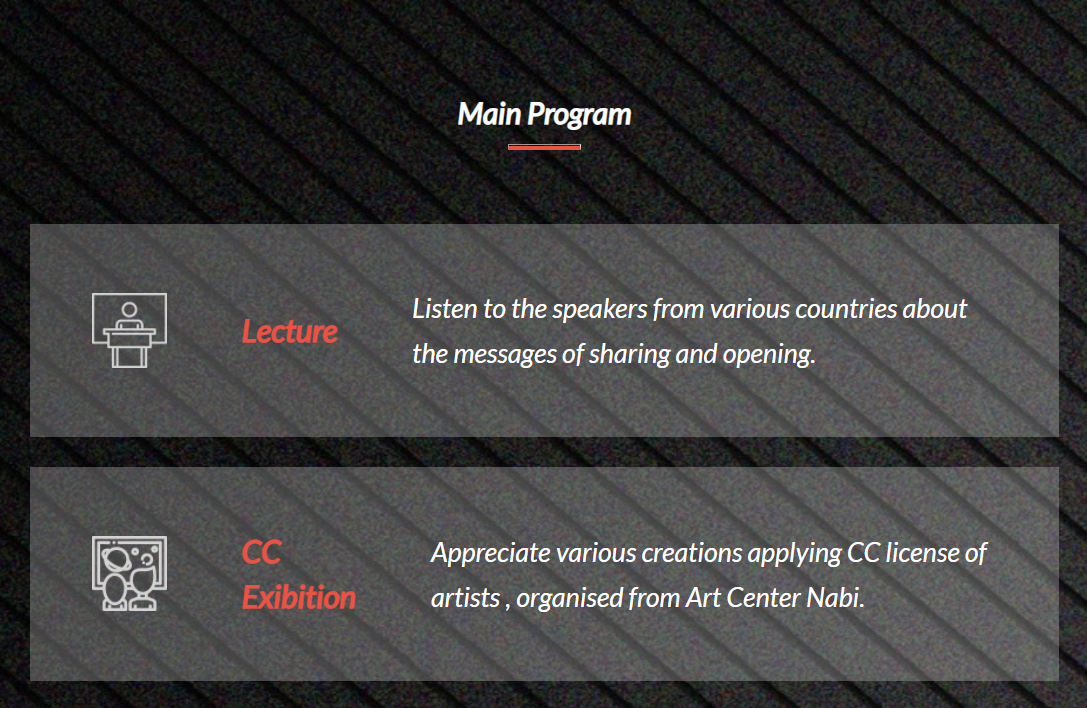 Main Program
Lecture
Listen to the speakers from various countries about
the messages of sharing and opening.
CC
Exibition
Appreciate various creations applying CC license of
artists , organised from Art Center Nabi.